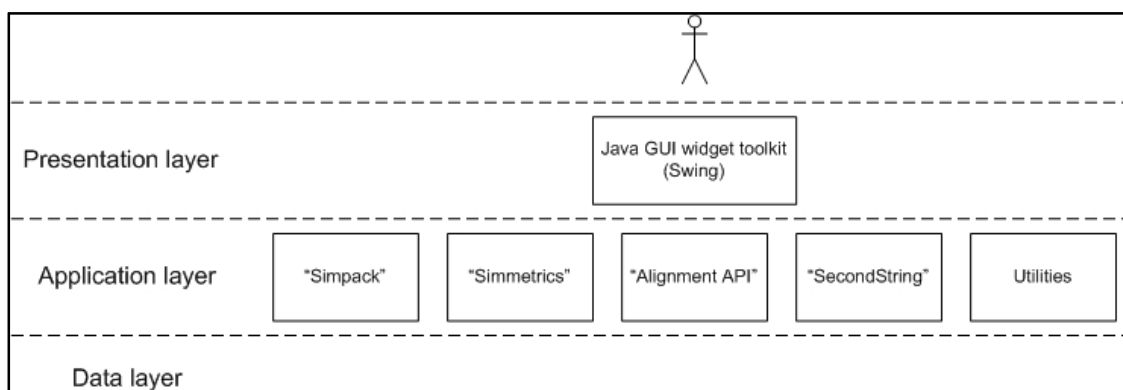 Presentation layer
Java GUI widget toolkit
(Swing)
Application layer
“Simpack”
“Simmetrics”
“Alignment API”
“SecondString”
Utilities
Data layer